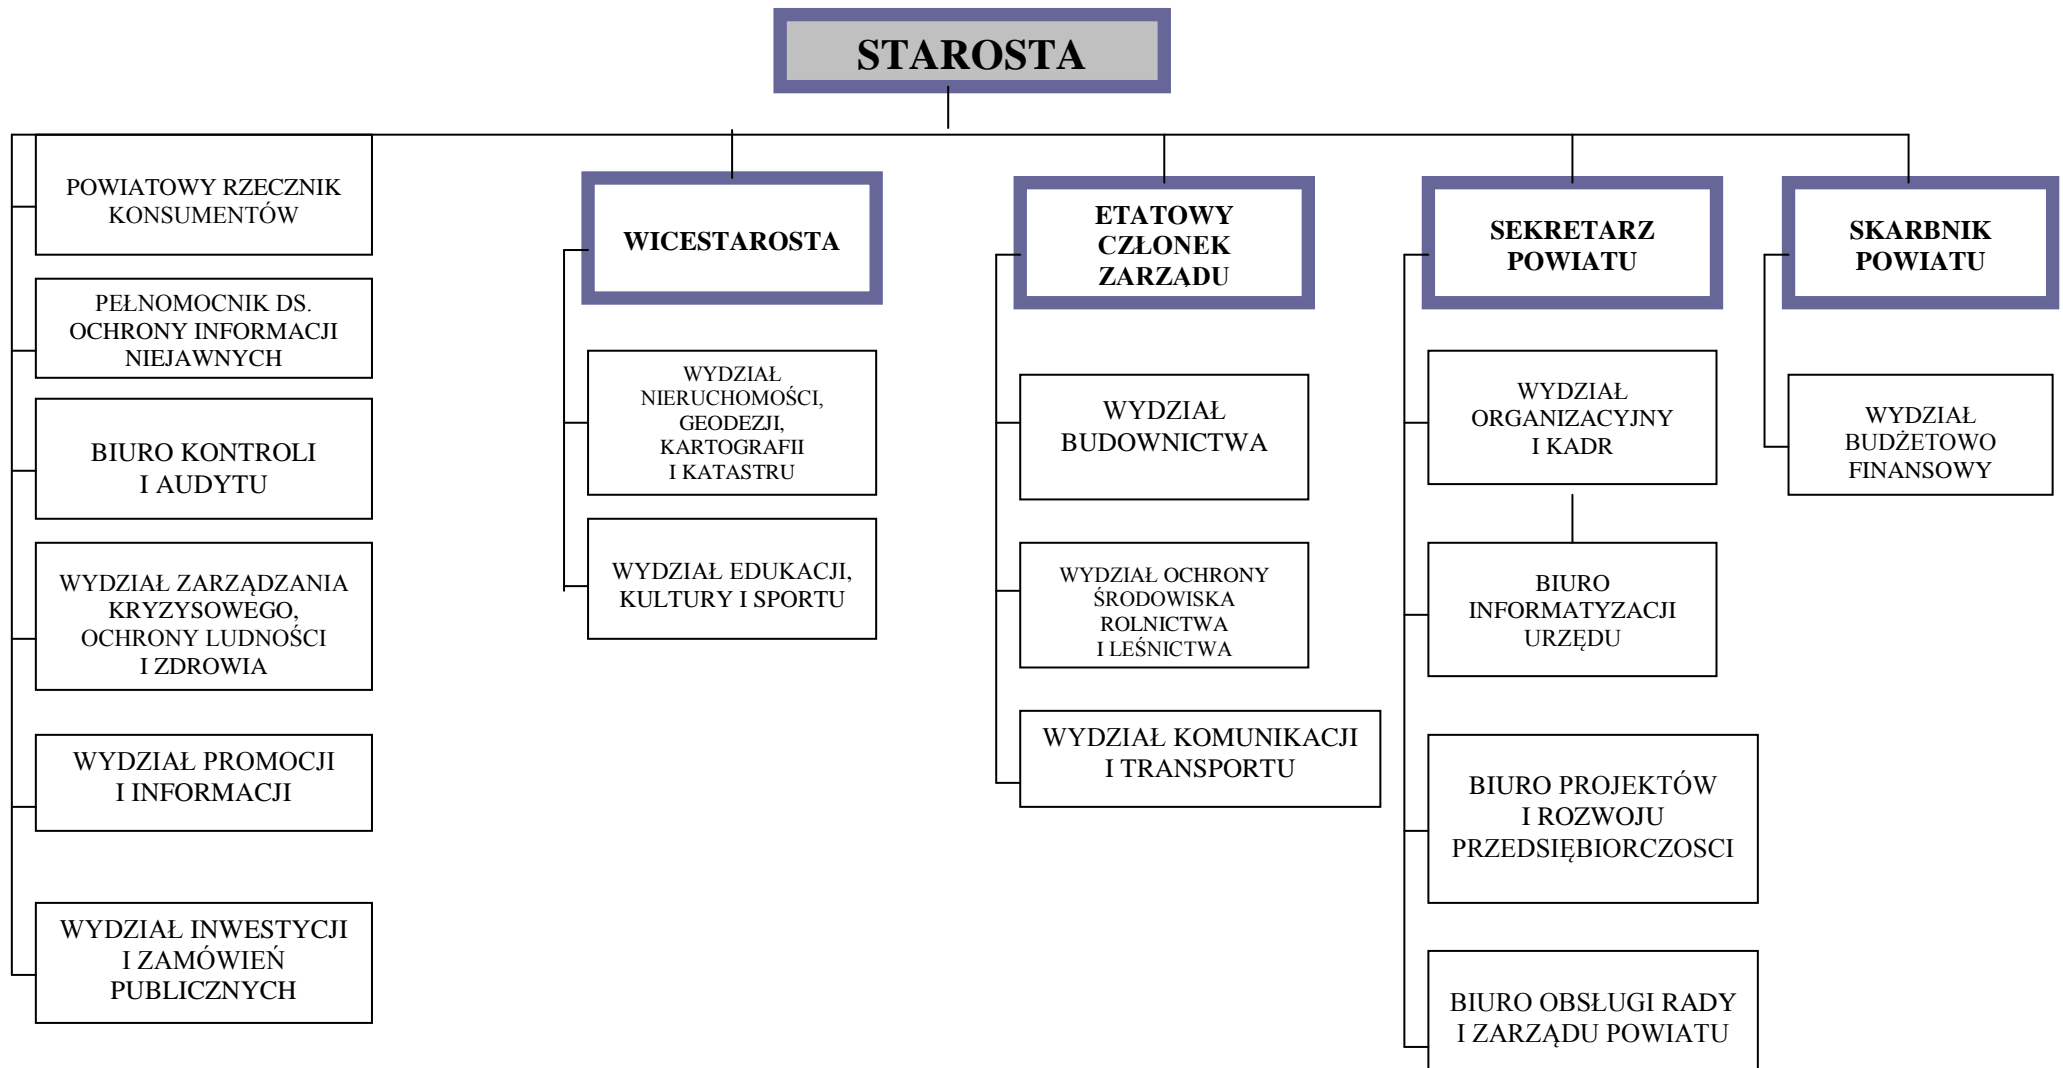 STAROSTA
POWIATOWY RZECZNIK
KONSUMENTÓW
PEŁNOMOCNIK DS.
OCHRONY INFORMACJI
NIEJAWNYCH
BIURO KONTROLI
I AUDYTU
WYDZIAŁ ZARZĄDZANIA
KRYZYSOWEGO,
OCHRONY LUDNOŚCI
I ZDROWIA
WYDZIAŁ PROMOCJI
I INFORMACJI
WYDZIAŁ INWESTYCJI
I ZAMÓWIEŃ
PUBLICZNYCH
WICESTAROSTA
WYDZIAŁ
NIERUCHOMOŚCI,
GEODEZJI,
KARTOGRAFII
I KATASTRU
WYDZIAŁ EDUKACJI,
KULTURY I SPORTU
ETATOWY
CZŁONEK
ZARZĄDU
WYDZIAŁ
BUDOWNICTWA
WYDZIAŁ OCHRONY
ŚRODOWISKA
ROLNICTWA
I LEŚNICTWA
WYDZIAŁ KOMUNIKACJI
I TRANSPORTU
SEKRETARZ
POWIATU
WYDZIAŁ
ORGANIZACYJNY
I KADR
BIURO
INFORMATYZACJI
URZĘDU
BIURO PROJEKTÓW
I ROZWOJU
PRZEDSIĘBIORCZOSCI
BIURO OBSŁUGI RADY
I ZARZĄDU POWIATU
SKARBNIK
POWIATU
WYDZIAŁ
BUDŻETOWO
FINANSOWY